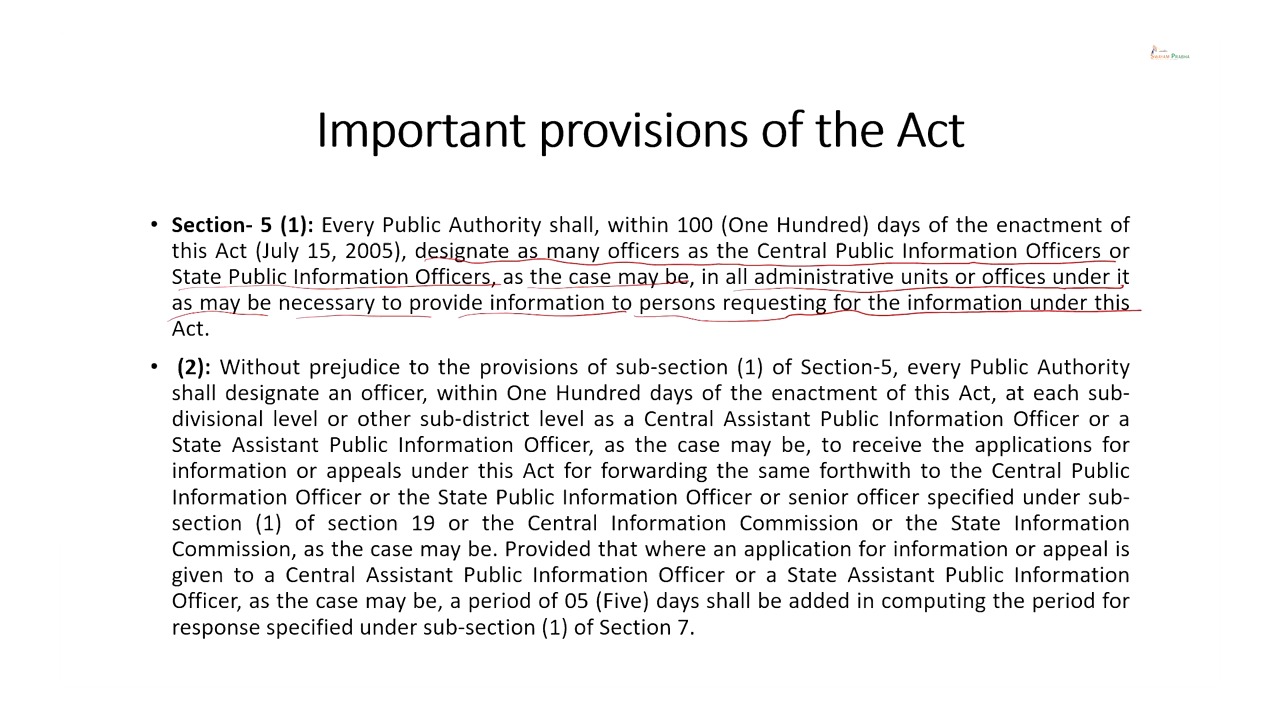 Important provisions of the Act
• Section- 5 (1): Every Public Authority shall, within 100 (One Hundred) days of the enactment of
this Act (July 15, 2005), designate as many officers as the Central Public Information Officers or
State Public Information Officers, as the case may be, in all administrative units or offices under it
as may be necessary to provide information to persons requesting for the information under this
Act.
• (2): Without prejudice to the provisions of sub-section (1) of Section-5, every Public Authority
shall designate an officer, within One Hundred days of the enactment of this Act, at each sub-
divisional level or other sub-district level as a Central Assistant Public Information Officer or a
State Assistant Public Information Officer, as the case may be, to receive the applications for
information or appeals under this Act for forwarding the same forthwith to the Central Public
Information Officer or the State Public Information Officer or senior officer specified under sub-
section (1) of section 19 or the Central Information Commission or the State Information
Commission, as the case may be. Provided that where an application for information or appeal is
given to a Central Assistant Public Information Officer or a State Assistant Public Information
Officer, as the case may be, a period of 05 (Five) days shall be added in computing the period for
response specified under sub-section (1) of Section 7.